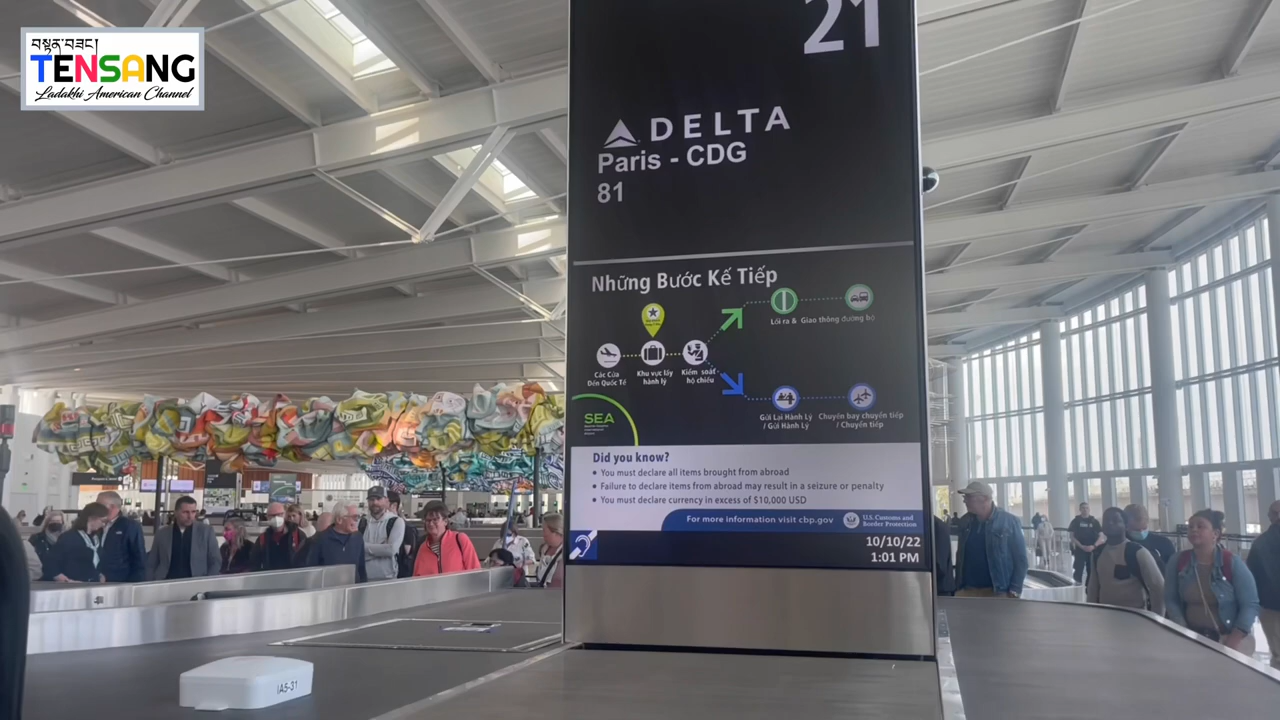 བསྟན་བཟང།
TENSANG
Ladakhi American Channel
21
DELTA
Paris - CDG
81
Những Bước Kế Tiếp
Lối ra & Giao thông đường bộ
Các Cửa
Đến Quốc Tế
Khu vực lấy
hành lý
Kiểm soát
hộ chiếu
Gửi Lại Hành Lý
/ Gửi Hành Lý
Chuyến bay chuyển tiếp
/ Chuyển tiếp
SEA
Did you know?
• You must declare all items brought from abroad
• Failure to declare items from abroad may result in a seizure or penalty
• You must declare currency in excess of $10,000 USD
For more information visit cbp.gov
U.S. Customs and
Border Protection
10/10/22
1:01 PM
IA5-31